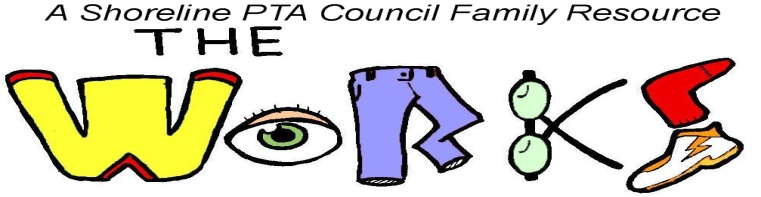 A Shoreline PTA Council Family Resource
THE
WORKS